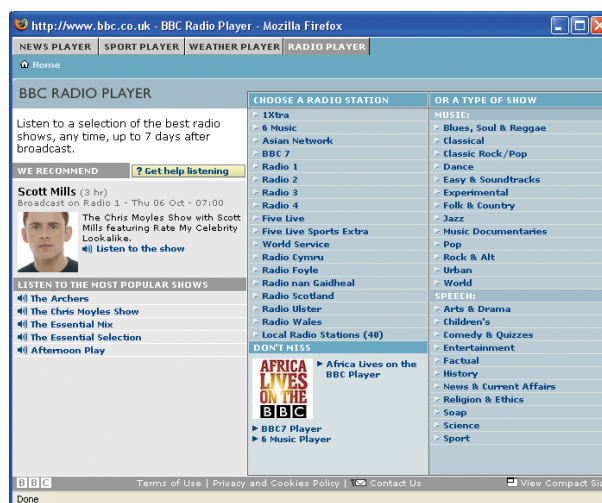 http://www.bbc.co.uk - BBC Radio Player - Mozilla Firefox
NEWS PLAYER SPORT PLAYER WEATHER PLAYER RADIO PLAYER
Home
BBC RADIO PLAYER
Listen to a selection of the best radio
shows, any time, up to 7 days after
broadcast.
WE RECOMMEND
? Get help listening
Scott Mills (3 hr)
Broadcast on Radio 1 - Thu 06 Oct - 07:00
The Chris Moyles Show with Scott
Mills featuring Rate My Celebrity
Lookalike.
Listen to the show
LISTEN TO THE MOST POPULAR SHOWS
The Archers
The Chris Moyles Show
The Essential Mix
The Essential Selection
Afternoon Play
CHOOSE A RADIO STATION
1Xtra
6 Music
Asian Network
BBC 7
Radio 1
Radio 2
Radio 3
Radio 4
Five Live
Five Live Sports Extra
World Service
Radio Cymru
Radio Foyle
Radio nan Gaidheal
Radio Scotland
Radio Ulster
Radio Wales
Local Radio Stations (40)
DON'T MISS
AFRICA
LIVES
ON THE
BBC
Africa Lives on the
BBC Player
BBC7 Player
6 Music Player
OR A TYPE OF SHOW
MUSIC:
Blues, Soul & Reggae
Classical
Classic Rock/Pop
Dance
Easy & Soundtracks
Experimental
Folk & Country
Jazz
Music Documentaries
Pop
Rock & Alt
Urban
World
SPEECH:
Arts & Drama
Children's
Comedy & Quizzes
Entertainment
Factual
History
News & Current Affairs
Religion & Ethics
Soap
Science
Sport
BBC
Terms of Use | Privacy and Cookies Policy | Contact Us
View Compact Siz
Done